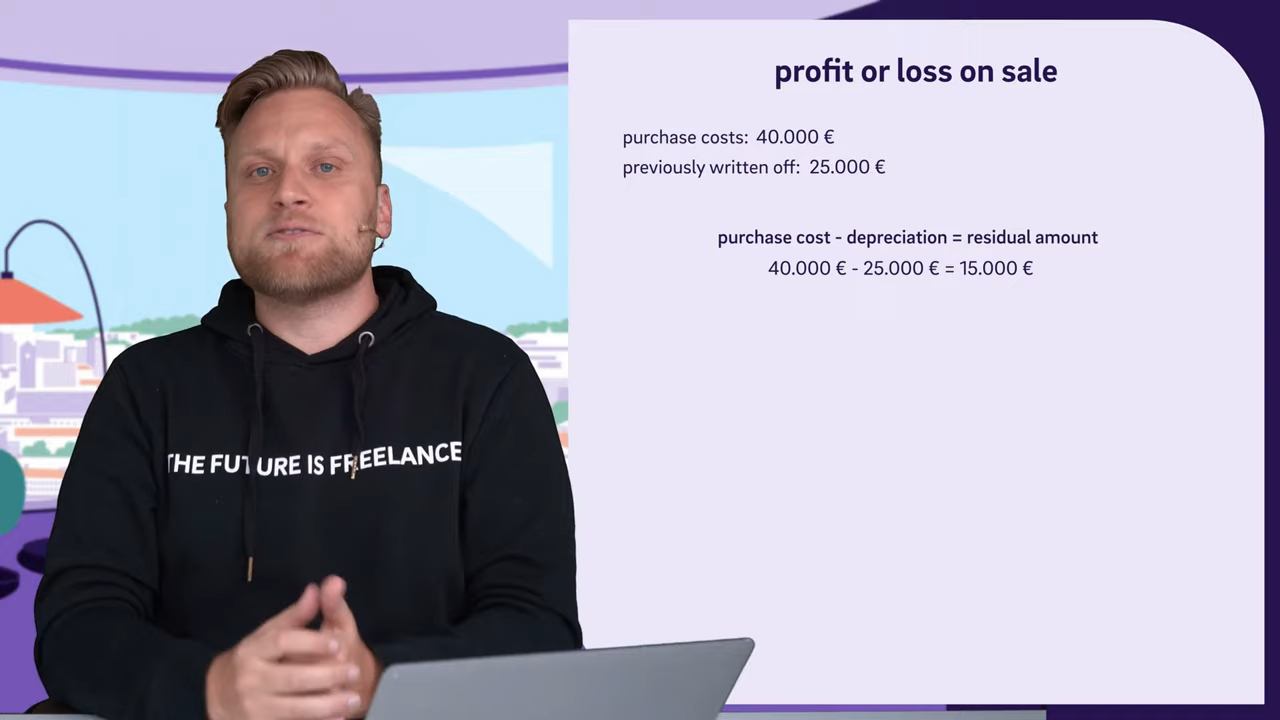 profit or loss on sale
purchase costs: 40.000 €
previously written off: 25.000 €
purchase cost - depreciation = residual amount
40.000 € - 25.000 € = 15.000 €
THE FUTURE IS FREELANCE